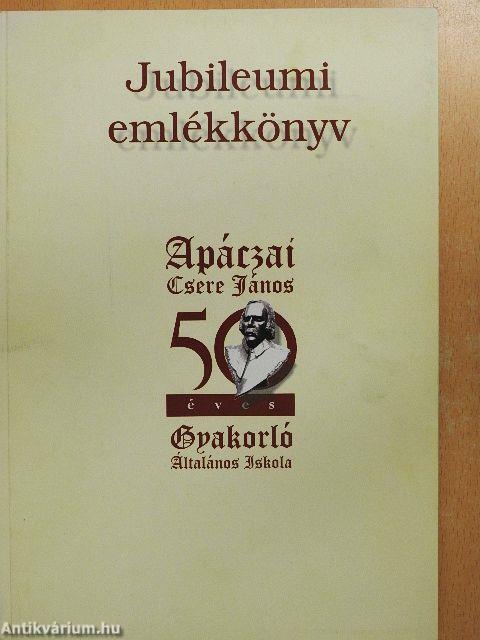 Jubileumi
emlékkönyv
Apáczai
Csere János
50
éves
Gyakorló
Általános Iskola
Antikvárium.hu